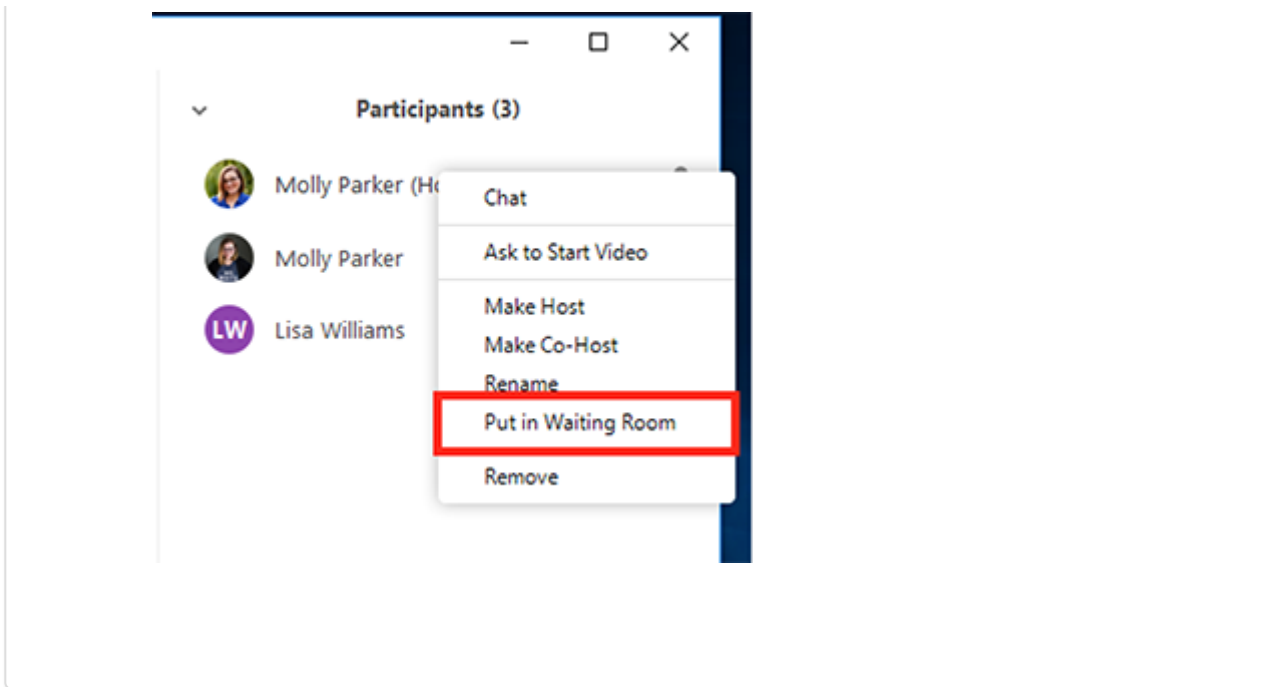 Participants (3)
Molly Parker (Ho
Molly Parker
LW Lisa Williams
Chat
Ask to Start Video
Make Host
Make Co-Host
Rename
Put in Waiting Room
Remove